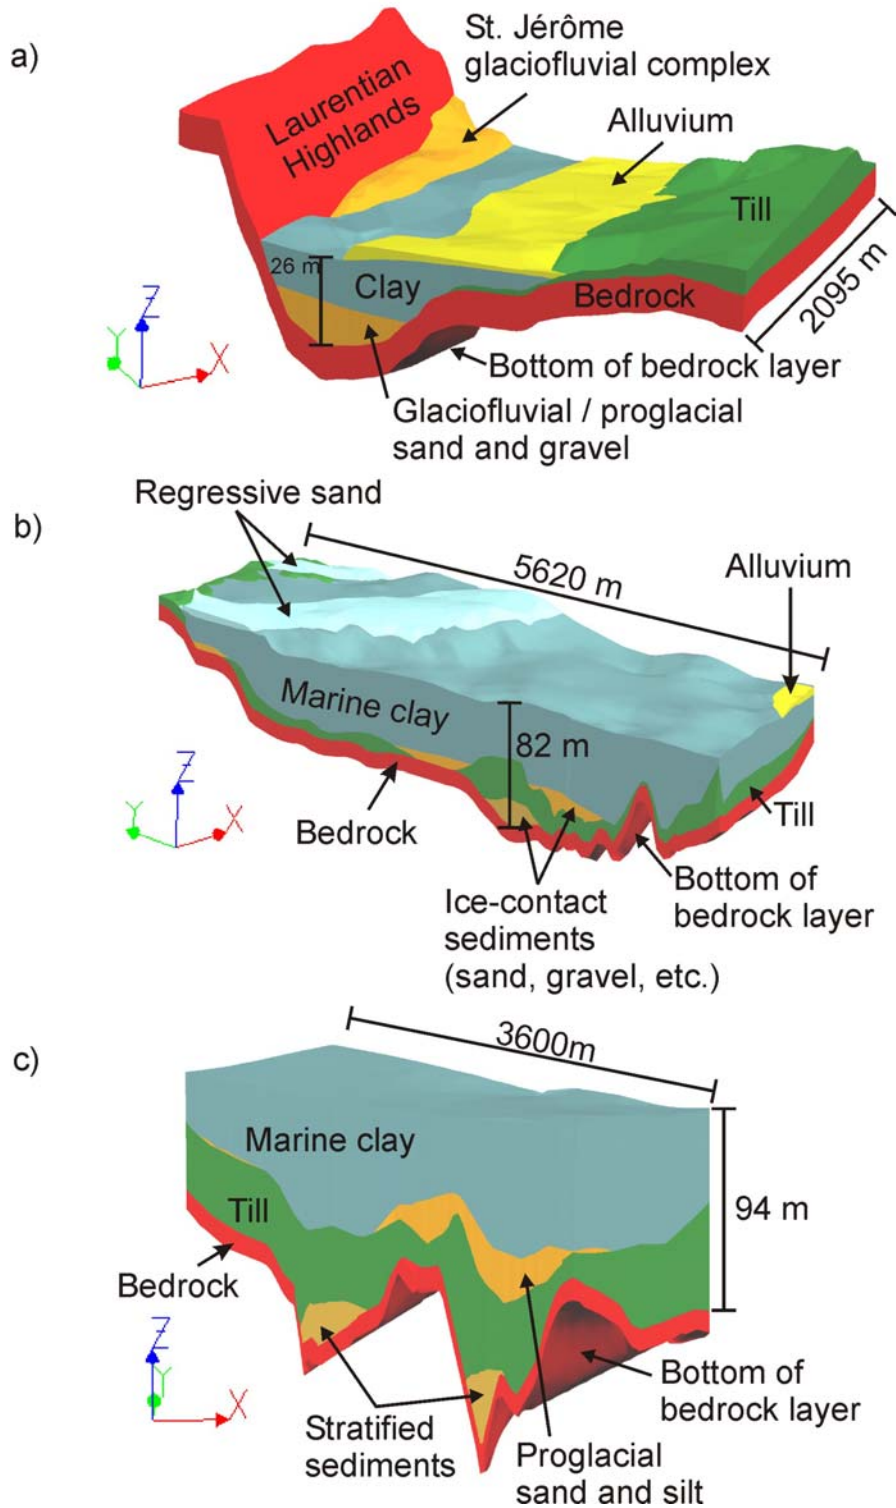 a)
St. Jérôme
glaciofluvial complex
Laurentian
Highlands
Alluvium
Till
26 m
Clay
Bedrock
2095 m
Z
Y
X
Bottom of bedrock layer
Glaciofluvial / proglacial
sand and gravel
b)
Regressive sand
5620 m
Alluvium
Marine clay
82 m
Z
Y
X
Bedrock
Till
Bottom of
bedrock layer
Ice-contact
sediments
(sand, gravel, etc.)
c)
3600m
Marine clay
94 m
Till
Bedrock
Z
Y
X
Bottom of
bedrock layer
Stratified
sediments
Proglacial
sand and silt